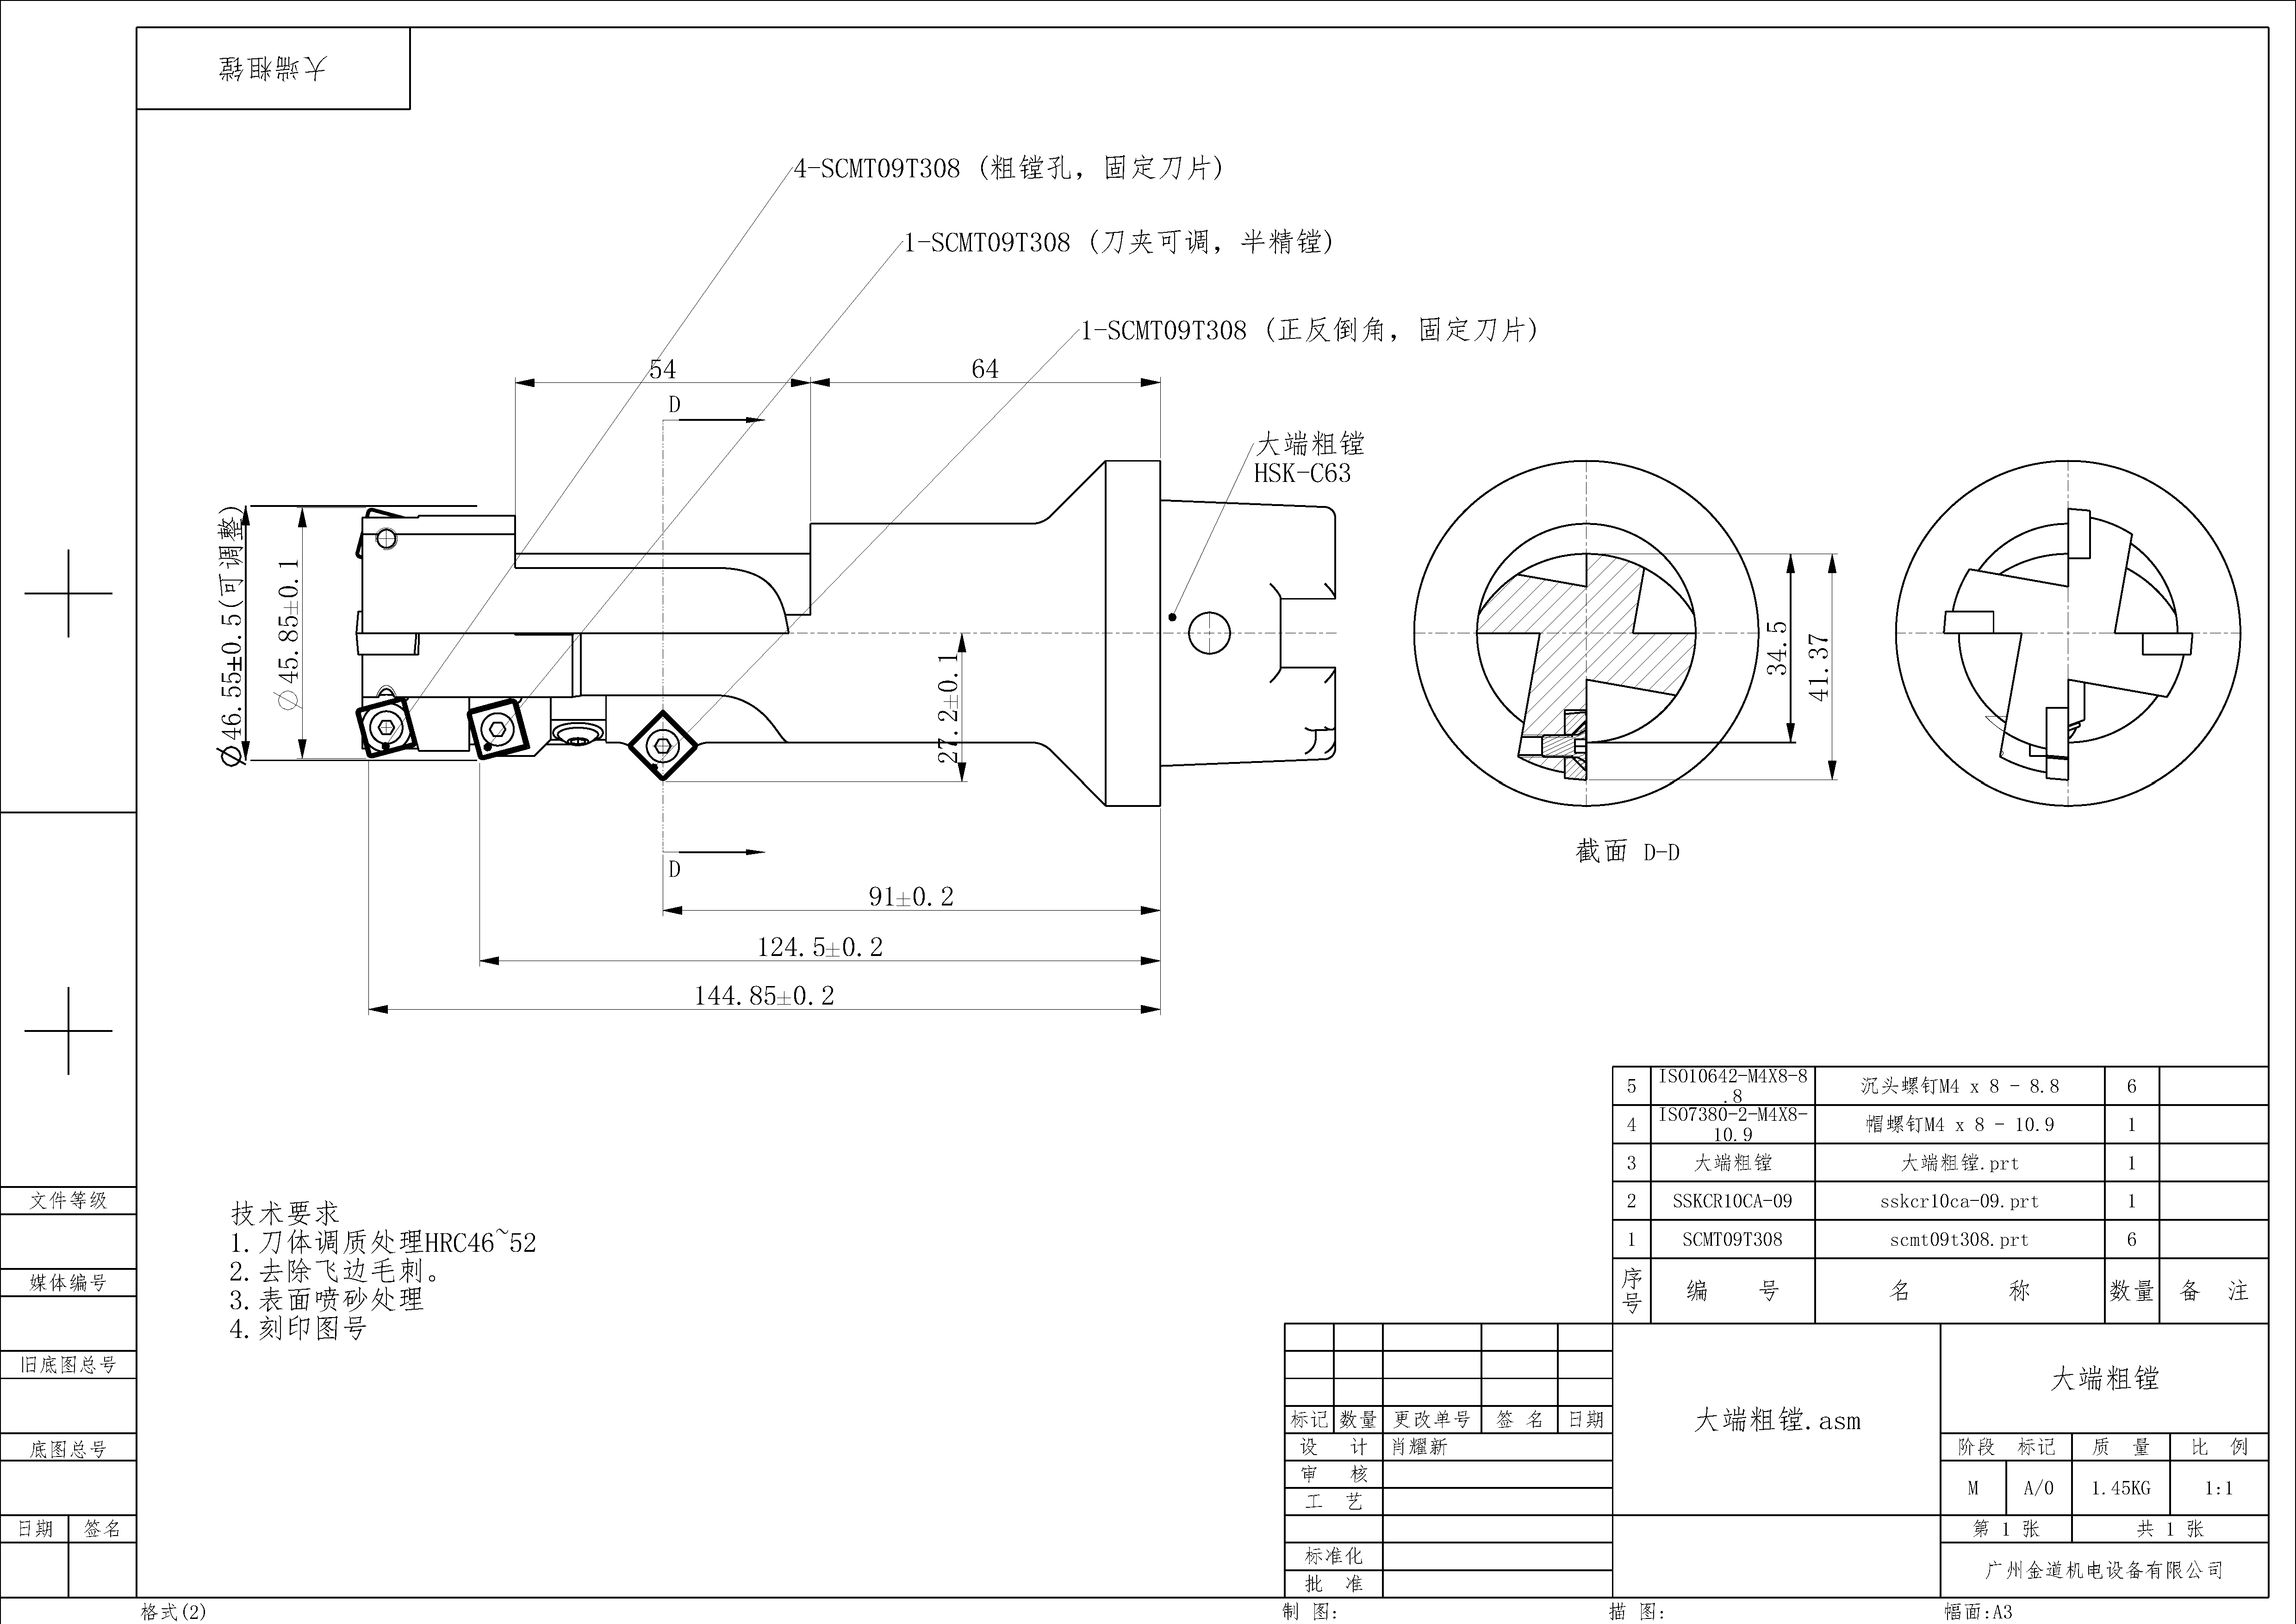 大端粗镗
4-SCMT09T308 (粗镗孔, 固定刀片)
1-SCMT09T308 (刀夹可调, 半精镗)
1-SCMT09T308 (正反倒角, 固定刀片)
54
64
D
大端粗镗
HSK-C63
Ø46.55±0.5(可调整)
Ø45.85±0.1
27.2±0.1
34.5
41.37
截面 D-D
D
91±0.2
124.5±0.2
144.85±0.2
技术要求
1.刀体调质处理HRC46~52
2.去除飞边毛刺。
3.表面喷砂处理
4.刻印图号
5 ISO10642-M4X8-8.8 沉头螺钉M4 x 8 - 8.8 6
4 ISO7380-2-M4X8-10.9 帽螺钉M4 x 8 - 10.9 1
3 大端粗镗 大端粗镗.prt 1
2 SSKCR10CA-09 sskcr10ca-09.prt 1
1 SCMT09T308 scmt09t308.prt 6
序号 编 号 名 称 数量 备 注
标记 数量 更改单号 签 名 日期
设 计 肖耀新
审 核
工 艺
标准化
批 准
大端粗镗.asm
大端粗镗
阶段 标记 质 量 比 例
M A/0 1.45KG 1:1
第 1 张 共 1 张
广州金道机电设备有限公司
文件等级
媒体编号
旧底图总号
底图总号
日期 签名
格式(2)
制 图:
描 图:
幅面:A3